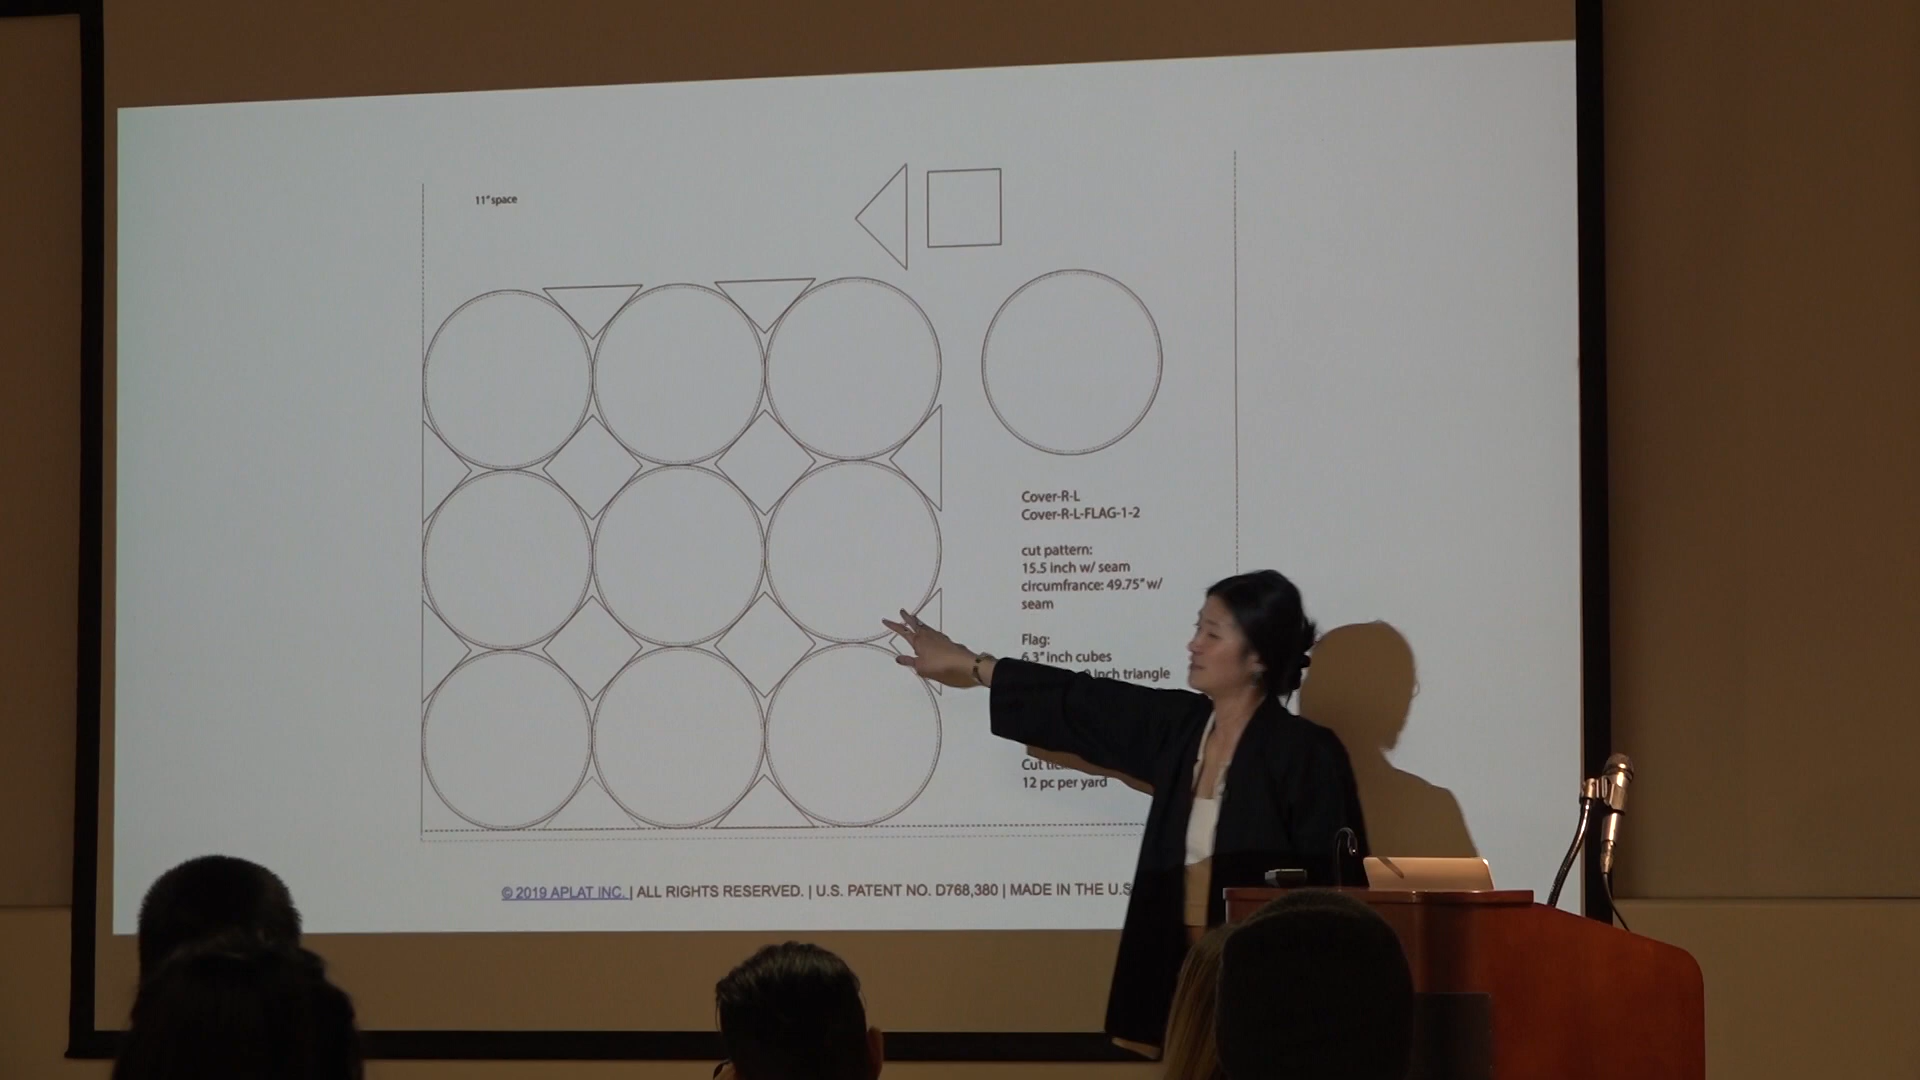 11" space
Cover-R-L
Cover-R-L-FLAG-1-2
cut pattern:
15.5 inch w/ seam
circumfrance: 49.75" w/
seam
Flag:
6.3" inch cubes
inch triangle
Cut
12 pc per yard
© 2019 APLAT INC. | ALL RIGHTS RESERVED. | U.S. PATENT NO. D768,380 | MADE IN THE U.S